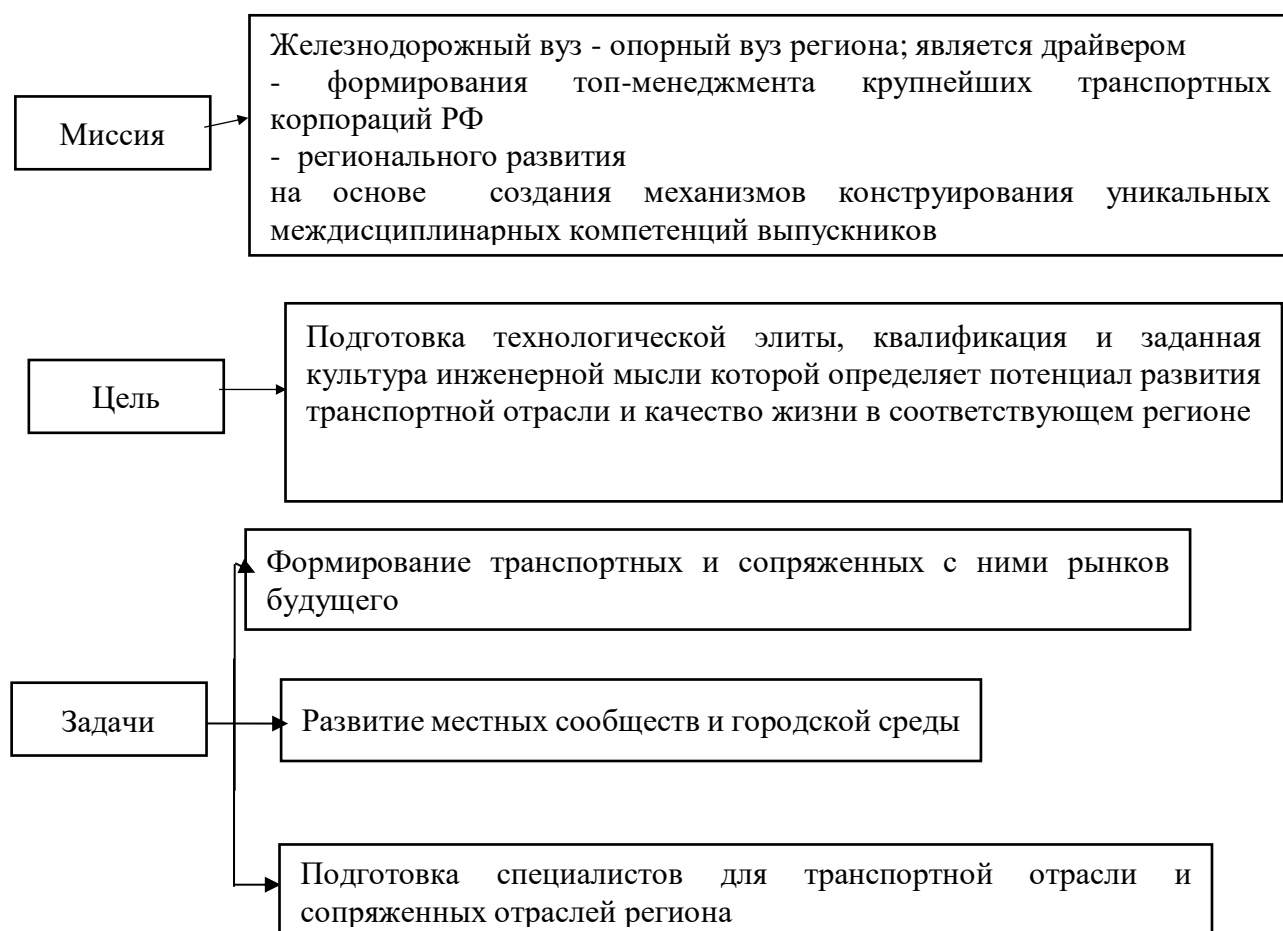 Миссия
Железнодорожный вуз - опорный вуз региона; является драйвером
- формирования топ-менеджмента крупнейших транспортных
корпораций РФ
- регионального развития
на основе создания механизмов конструирования уникальных
междисциплинарных компетенций выпускников
Цель
Подготовка технологической элиты, квалификация и заданная
культура инженерной мысли которой определяет потенциал развития
транспортной отрасли и качество жизни в соответствующем регионе
Задачи
Формирование транспортных и сопряженных с ними рынков
будущего
Развитие местных сообществ и городской среды
Подготовка специалистов для транспортной отрасли и
сопряженных отраслей региона